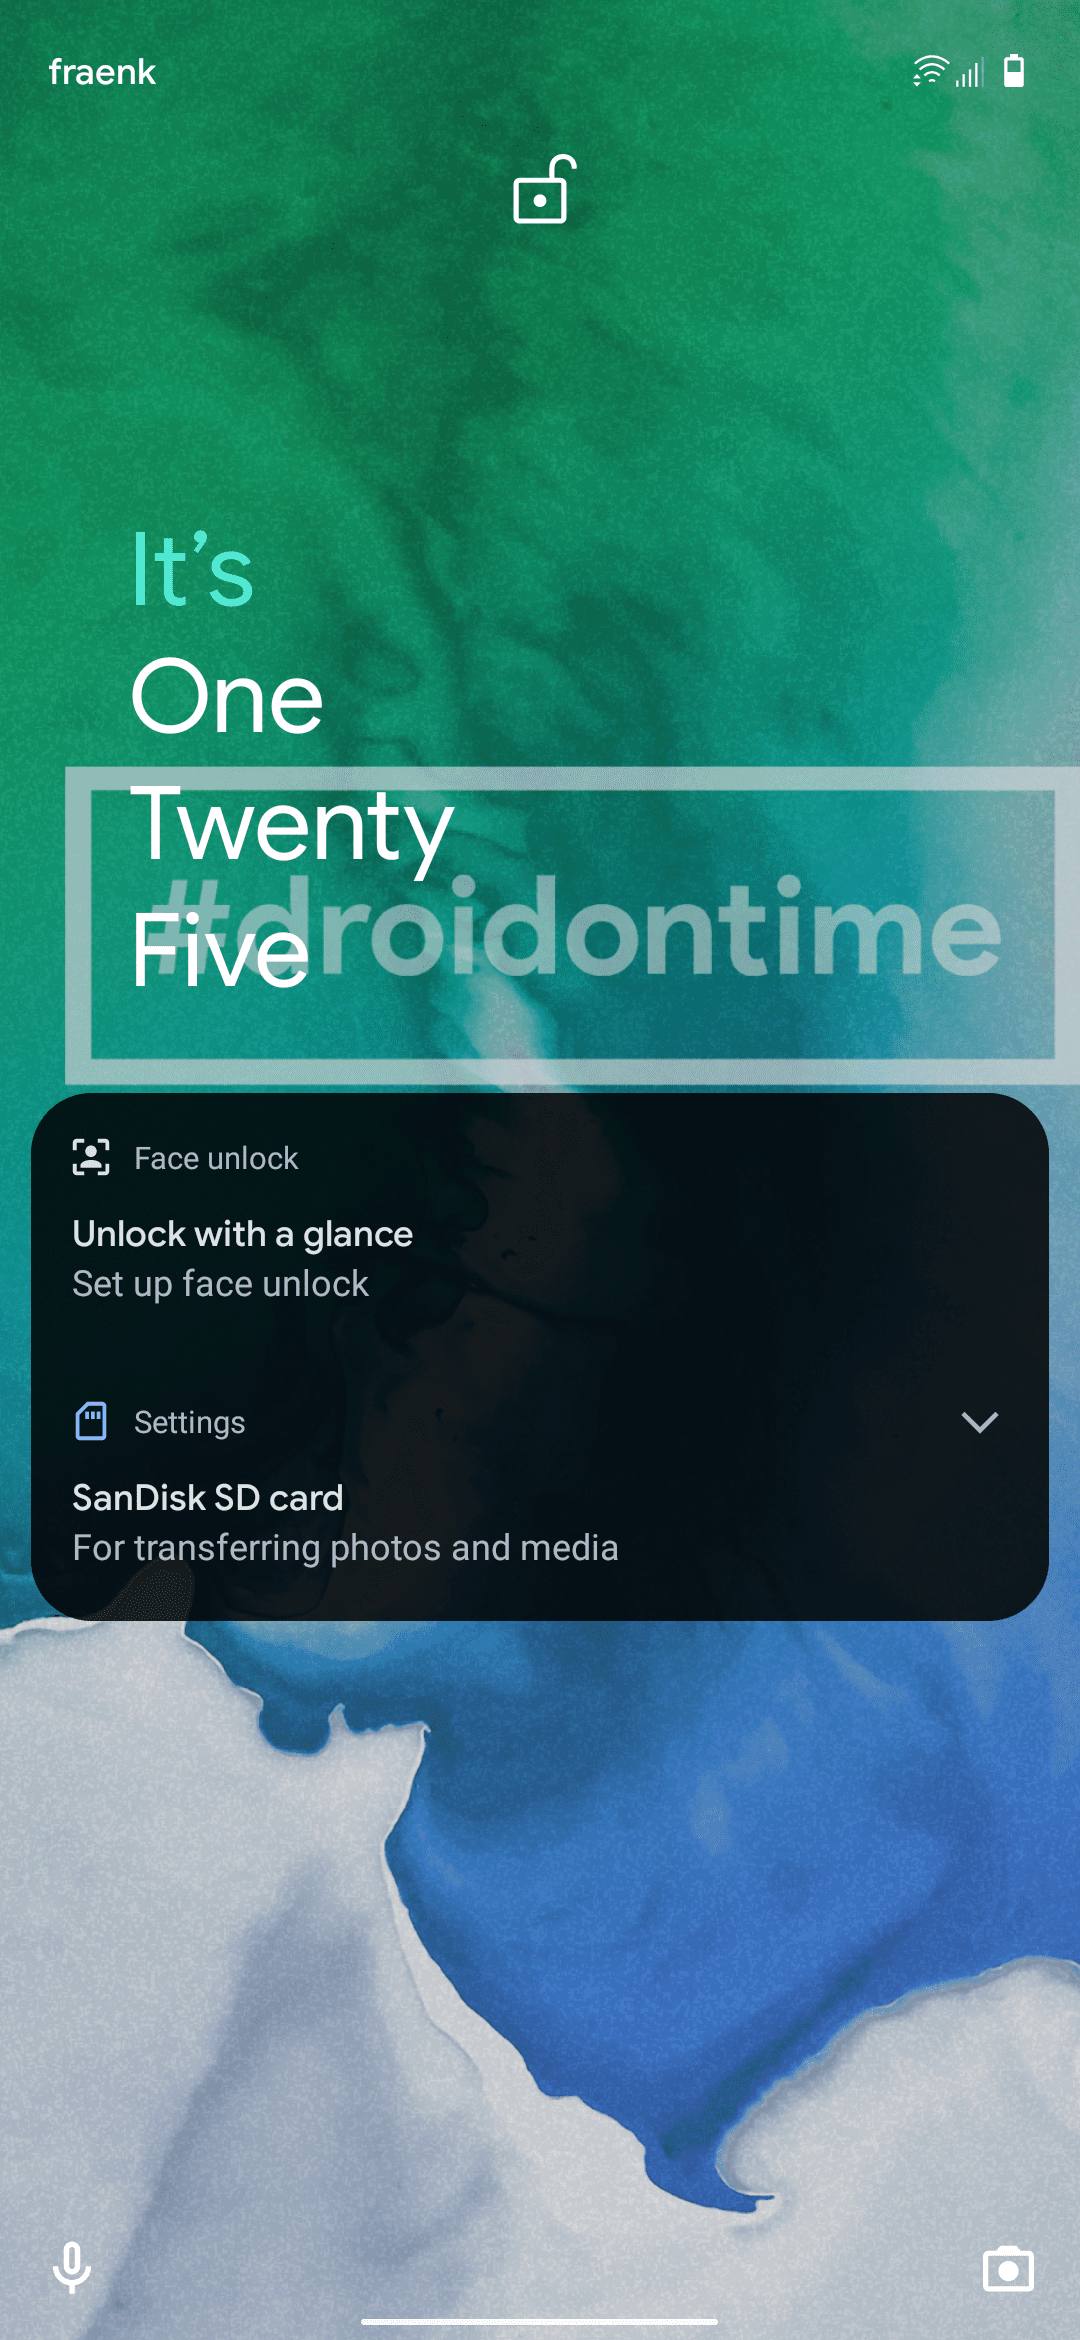 fraenk
It's
One
Twenty
Five
#droidontime
Face unlock
Unlock with a glance
Set up face unlock
Settings
SanDisk SD card
For transferring photos and media